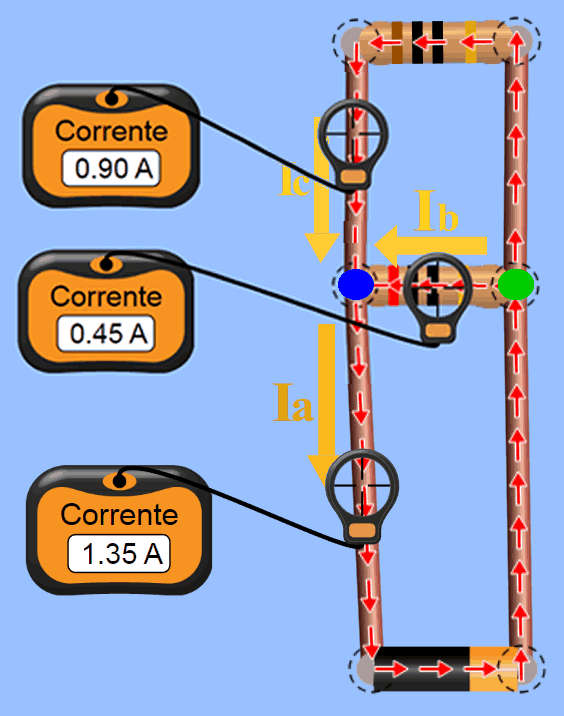 Corrente
0.90 A
Ic
Ib
Corrente
0.45 A
Ia
Corrente
1.35 A